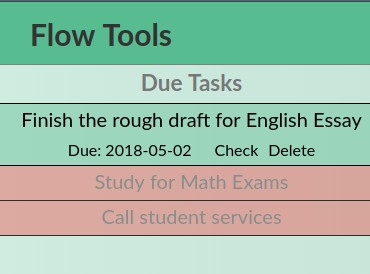 Flow Tools
Due Tasks
Finish the rough draft for English Essay
Due: 2018-05-02 Check Delete
Study for Math Exams
Call student services